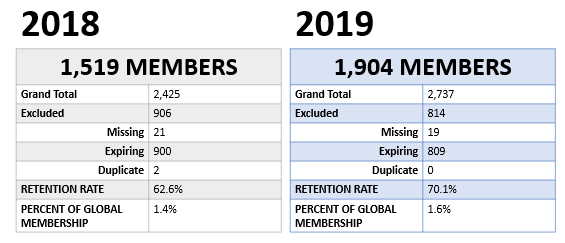 2018
1,519 MEMBERS
Grand Total 2,425
Excluded 906
Missing 21
Expiring 900
Duplicate 2
RETENTION RATE 62.6%
PERCENT OF GLOBAL 1.4%
MEMBERSHIP
2019
1,904 MEMBERS
Grand Total 2,737
Excluded 814
Missing 19
Expiring 809
Duplicate 0
RETENTION RATE 70.1%
PERCENT OF GLOBAL 1.6%
MEMBERSHIP